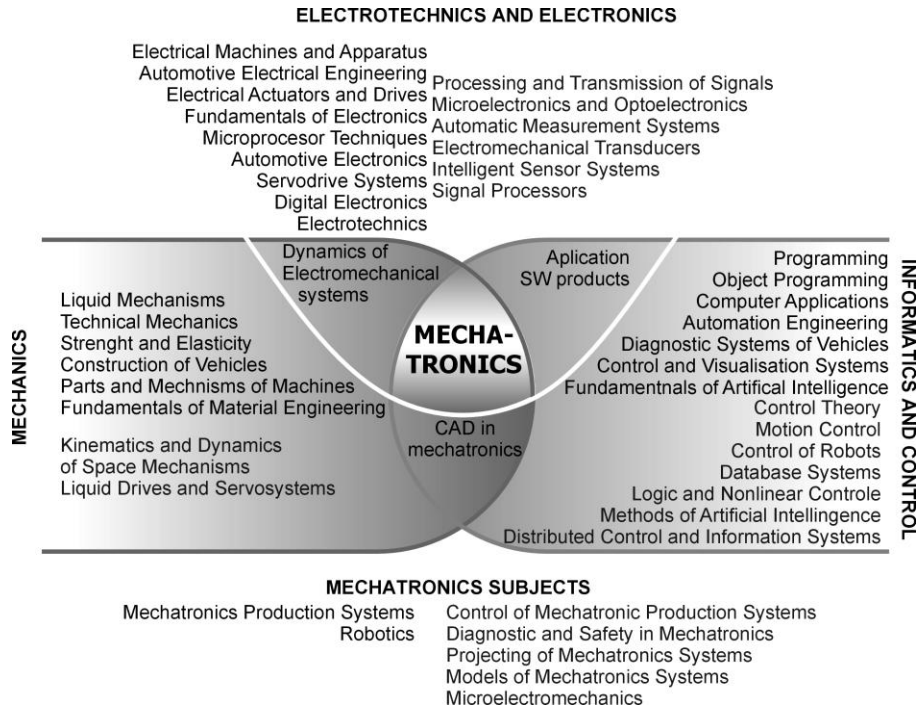 ELECTROTECHNICS AND ELECTRONICS
Electrical Machines and Apparatus
Automotive Electrical Engineering
Electrical Actuators and Drives
Fundamentals of Electronics
Microprocesor Techniques
Automotive Electronics
Servodrive Systems
Digital Electronics
Electrotechnics
Processing and Transmission of Signals
Microelectronics and Optoelectronics
Automatic Measurement Systems
Electromechanical Transducers
Intelligent Sensor Systems
Signal Processors
Dynamics of
Electromechanical
systems
Aplication
SW products
MECHANICS
Liquid Mechanisms
Technical Mechanics
Strenght and Elasticity
Construction of Vehicles
Parts and Mechnisms of Machines
Fundamentals of Material Engineering
Kinematics and Dynamics
of Space Mechanisms
Liquid Drives and Servosystems
MECHA-
TRONICS
CAD in
mechatronics
Programming
Object Programming
Computer Applications
Automation Engineering
Diagnostic Systems of Vehicles
Control and Visualisation Systems
Fundamentnals of Artifical Intelligence
Control Theory
Motion Control
Control of Robots
Database Systems
Logic and Nonlinear Controle
Methods of Artificial Intellingence
Distributed Control and Information Systems
INFORMATICS AND CONTROL
MECHATRONICS SUBJECTS
Mechatronics Production Systems
Robotics
Control of Mechatronic Production Systems
Diagnostic and Safety in Mechatronics
Projecting of Mechatronics Systems
Models of Mechatronics Systems
Microelectromechanics